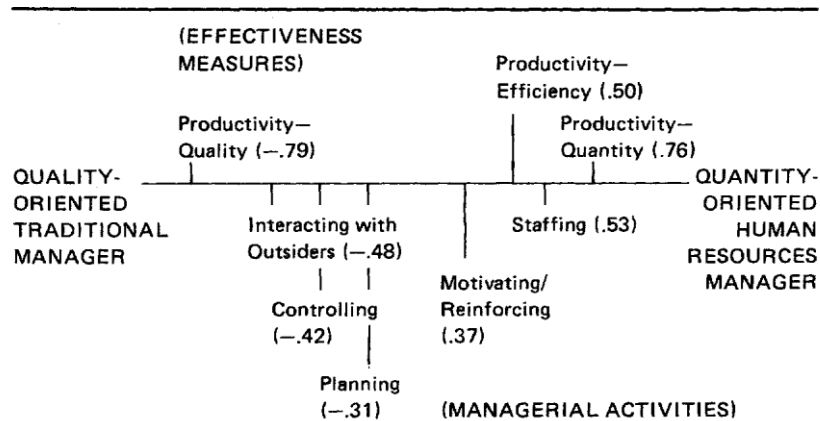 (EFFECTIVENESS
MEASURES)
Productivity—
Efficiency (.50)
Productivity—
Quality (—.79)
Productivity—
Quantity (.76)
QUALITY-
ORIENTED
TRADITIONAL
MANAGER
QUANTITY-
ORIENTED
HUMAN
RESOURCES
MANAGER
Interacting with
Outsiders (—.48)
Staffing (.53)
Controlling
(—.42)
Motivating/
Reinforcing
(.37)
Planning
(—.31)
(MANAGERIAL ACTIVITIES)